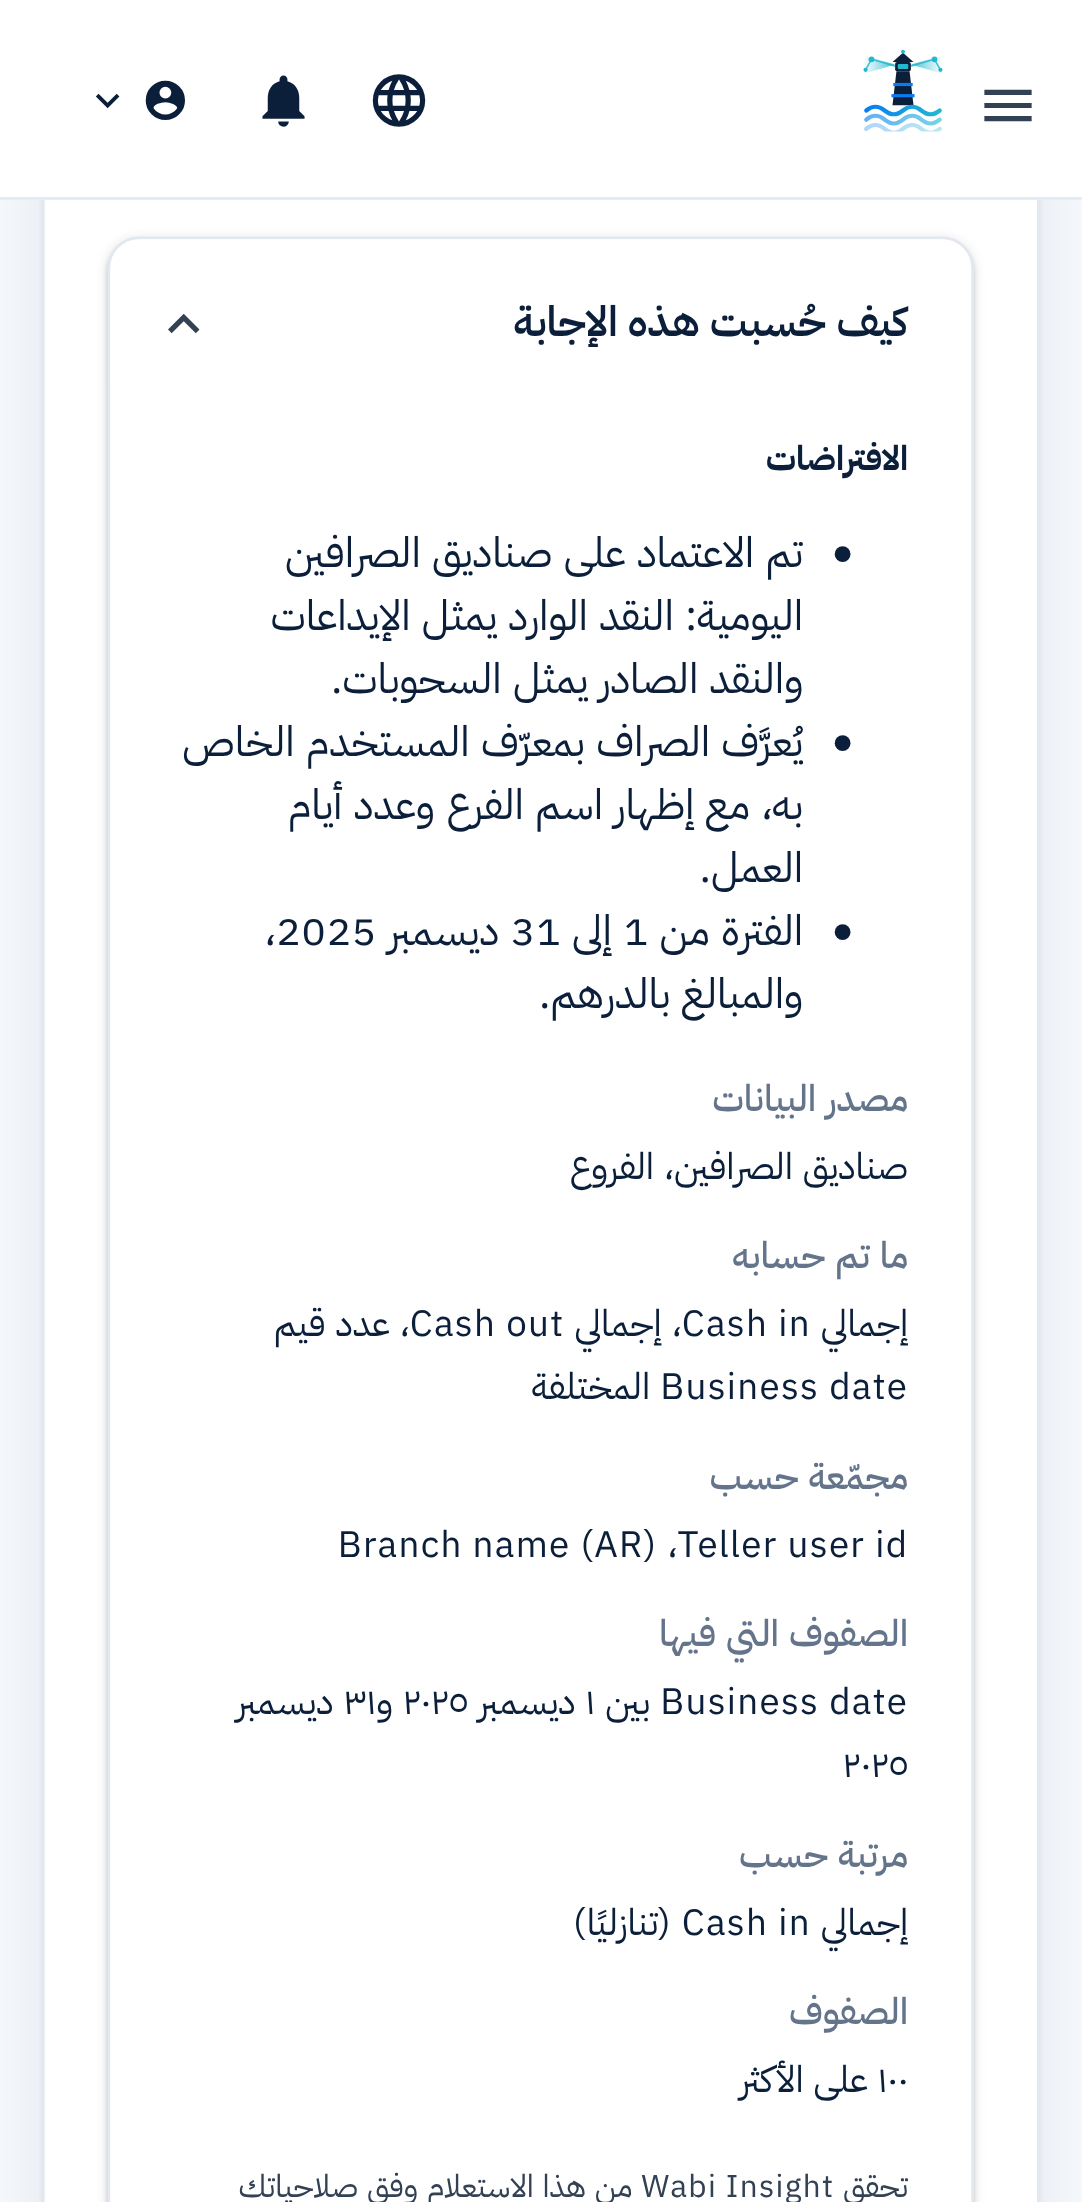 كيف حُسبت هذه الإجابة
الافتراضات
• تم الاعتماد على صناديق الصرافين
اليومية: النقد الوارد يمثل الإيداعات
والنقد الصادر يمثل السحوبات.
• يُعرَّف الصراف بمعرّف المستخدم الخاص
به، مع إظهار اسم الفرع وعدد أيام
العمل.
• الفترة من 1 إلى 31 ديسمبر 2025،
والمبالغ بالدرهم.
مصدر البيانات
صناديق الصرافين، الفروع
ما تم حسابه
إجمالي Cash in، إجمالي Cash out، عدد قيم
Business date المختلفة
مجمّعة حسب
Teller user id، Branch name (AR)
الصفوف التي فيها
Business date بين ١ ديسمبر ٢٠٢٥ و٣١ ديسمبر
٢٠٢٥
مرتبة حسب
إجمالي Cash in (تنازليًا)
الصفوف
١٠٠ على الأكثر
تحقق Wabi Insight من هذا الاستعلام وفق صلاحياتك